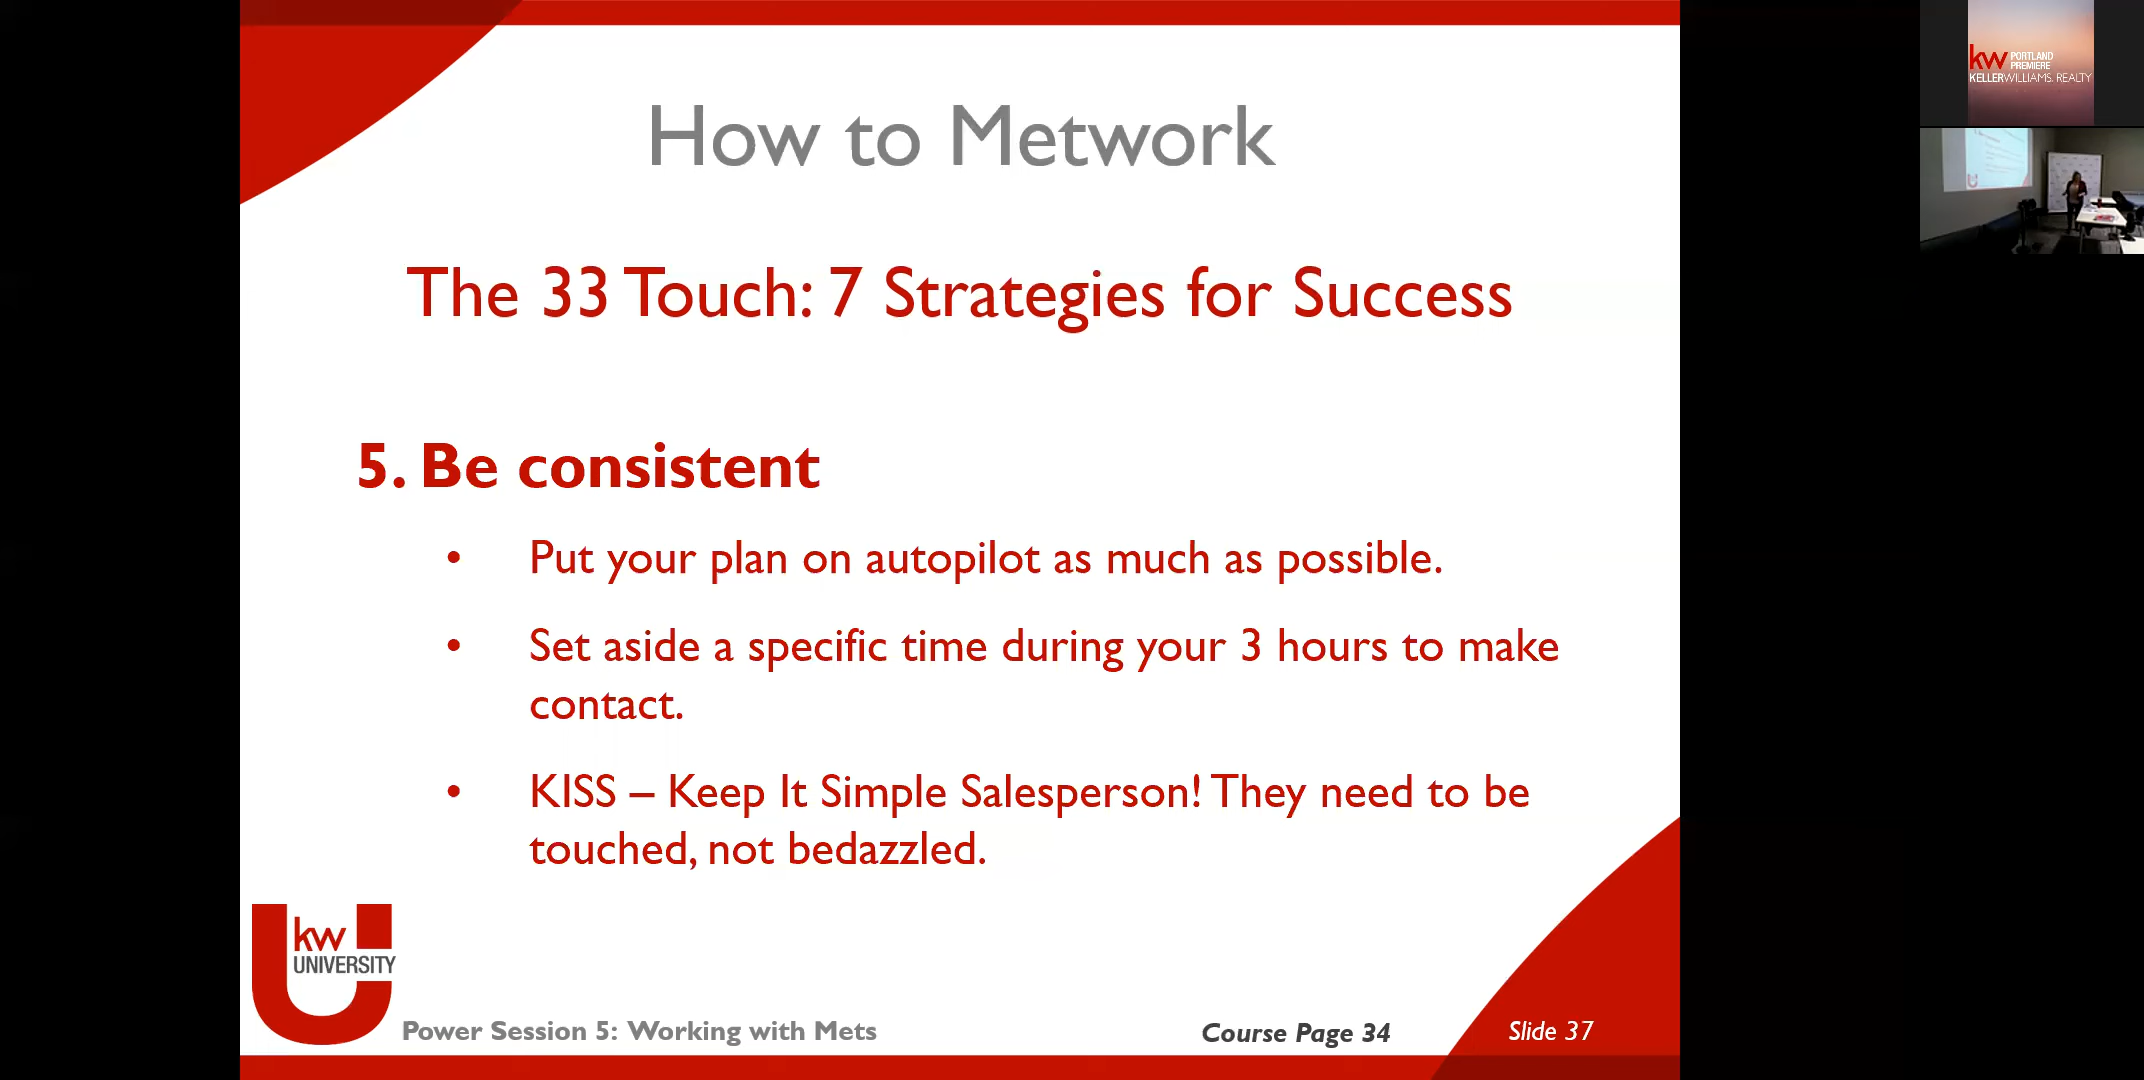 How to Metwork
The 33 Touch: 7 Strategies for Success
5. Be consistent
• Put your plan on autopilot as much as possible.
• Set aside a specific time during your 3 hours to make
contact.
• KISS – Keep It Simple Salesperson! They need to be
touched, not bedazzled.
kw
UNIVERSITY
Power Session 5: Working with Mets
Course Page 34
Slide 37
kw PORTLAND
PREMIERE
KELLERWILLIAMS. REALTY